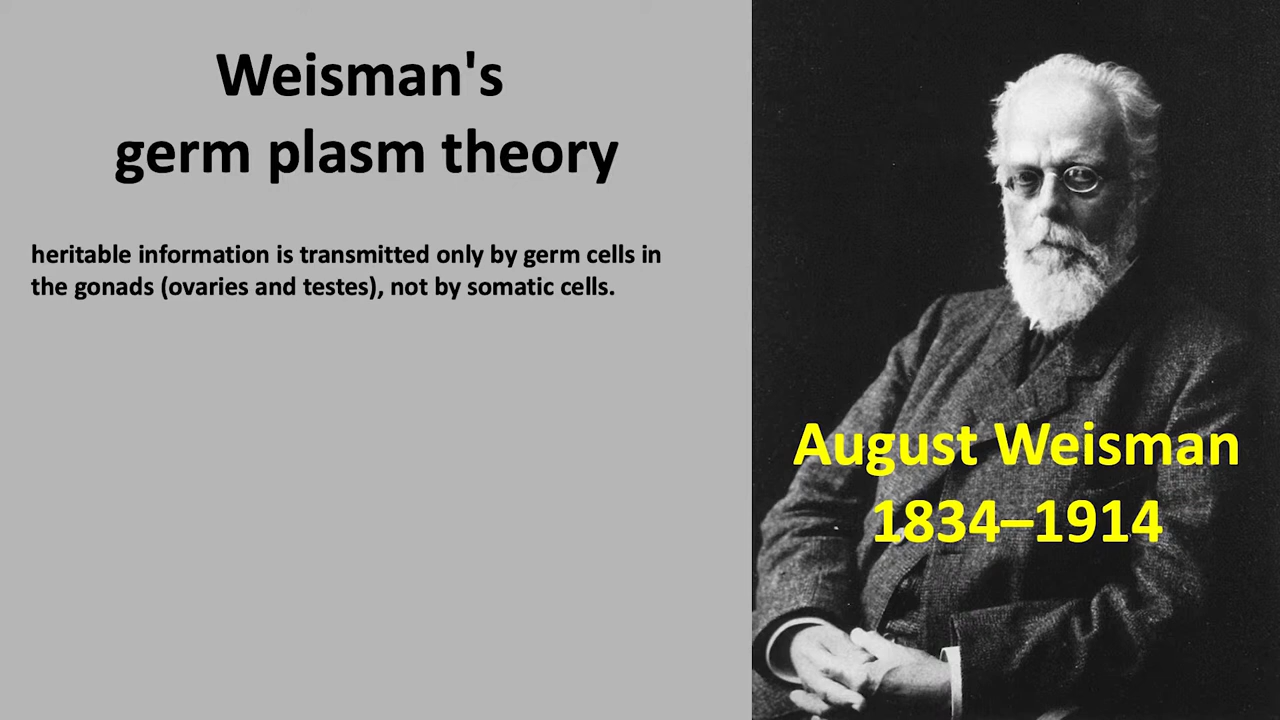 Weisman's
germ plasm theory
heritable information is transmitted only by germ cells in
the gonads (ovaries and testes), not by somatic cells.
August Weisman
1834–1914